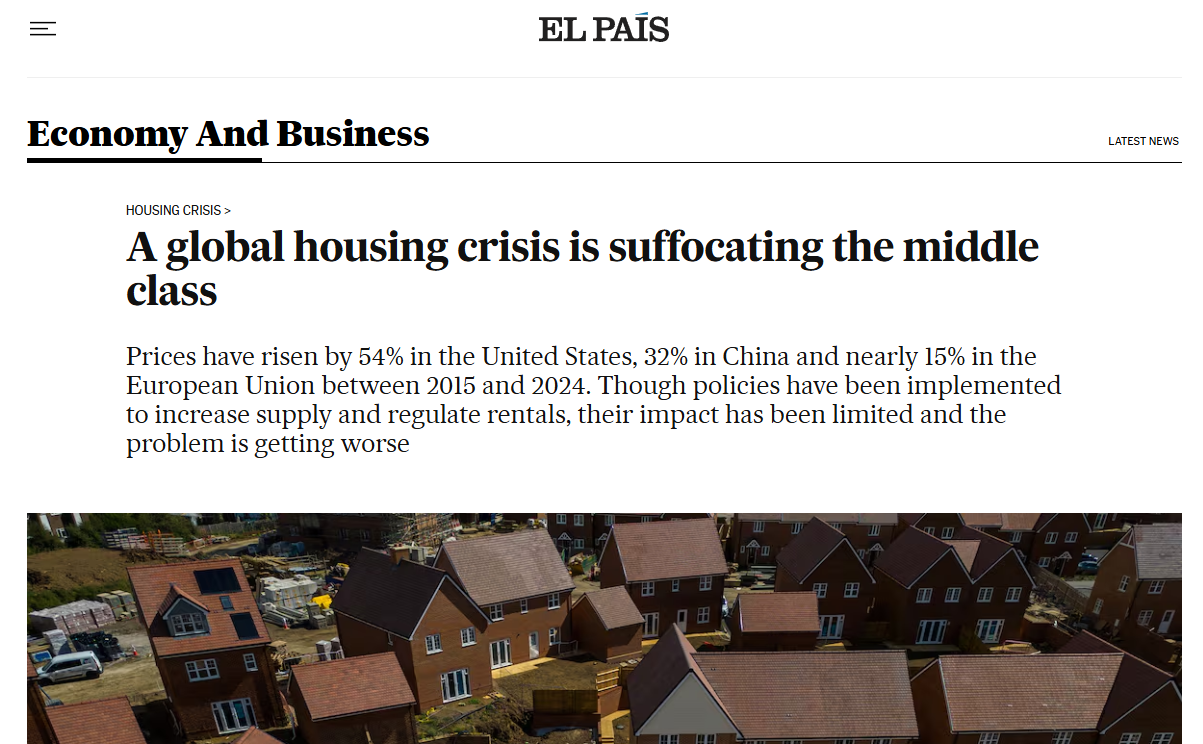 EL PAÍS
Economy And Business
LATEST NEWS
HOUSING CRISIS >
A global housing crisis is suffocating the middle
class
Prices have risen by 54% in the United States, 32% in China and nearly 15% in the
European Union between 2015 and 2024. Though policies have been implemented
to increase supply and regulate rentals, their impact has been limited and the
problem is getting worse